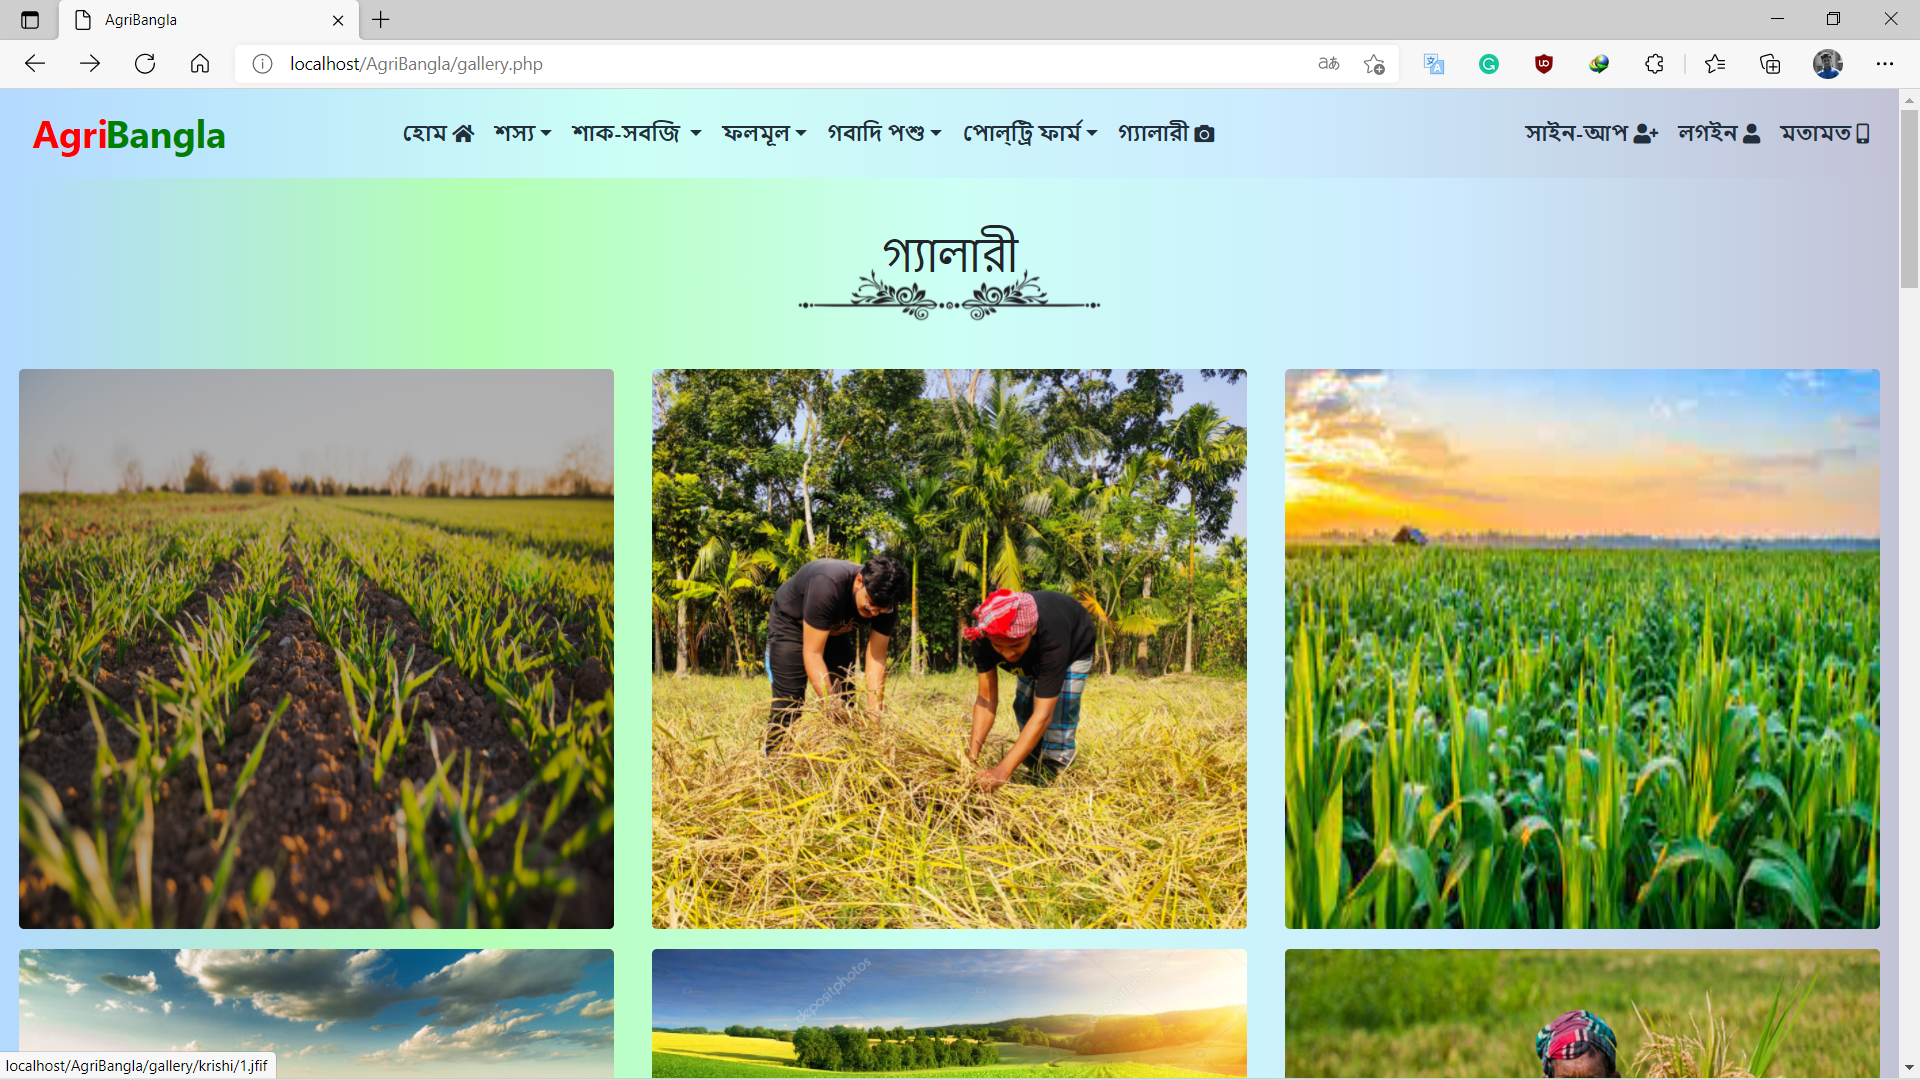 AgriBangla
localhost/AgriBangla/gallery.php
AgriBangla
হোম শস্য শাক-সবজি ফলমূল গবাদি পশু পোল্ট্রি ফার্ম গ্যালারী সাইন-আপ লগইন মতামত
গ্যালারী
depositphotos
localhost/AgriBangla/gallery/krishi/1.jfif